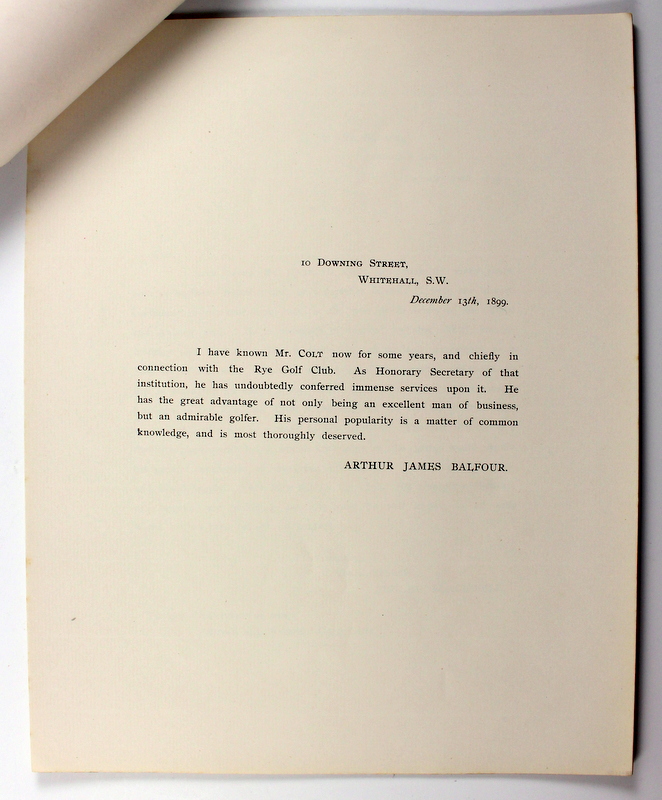 10 Downing Street,
Whitehall, S.W.
December 13th, 1899.
I have known Mr. Colt now for some years, and chiefly in
connection with the Rye Golf Club. As Honorary Secretary of that
institution, he has undoubtedly conferred immense services upon it. He
has the great advantage of not only being an excellent man of business,
but an admirable golfer. His personal popularity is a matter of common
knowledge, and is most thoroughly deserved.
ARTHUR JAMES BALFOUR.